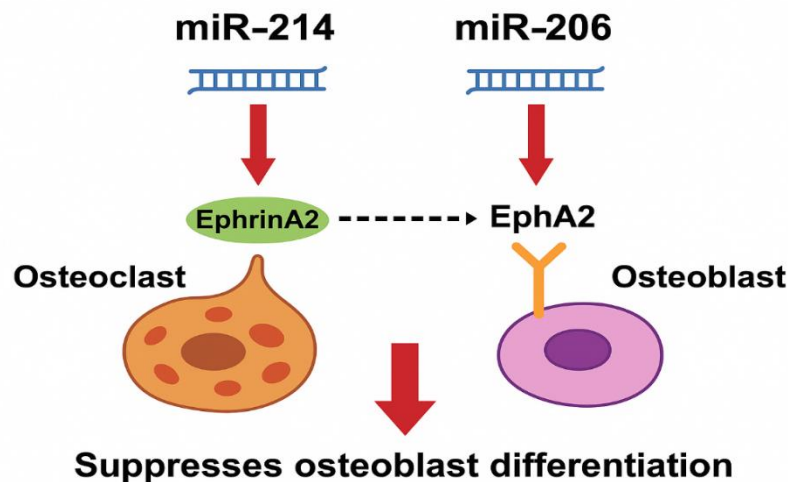 miR-214
miR-206
EphrinA2
EphA2
Osteoclast
Osteoblast
Suppresses osteoblast differentiation